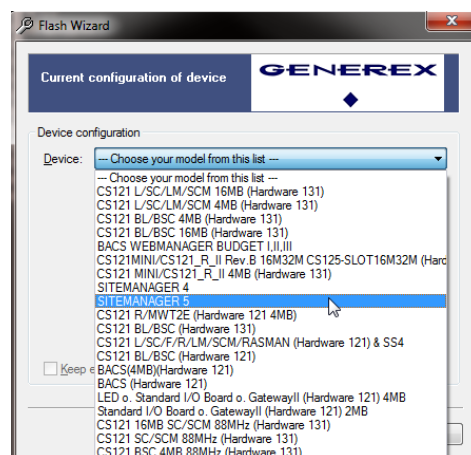 Flash Wizard
Current configuration of device
GENEREX
Device configuration
Device: --- Choose your model from this list ---
--- Choose your model from this list ---
CS121 L/SC/LM/SCM 16MB (Hardware 131)
CS121 L/SC/LM/SCM 4MB (Hardware 131)
CS121 BL/BSC 4MB (Hardware 131)
CS121 BL/BSC 16MB (Hardware 131)
BACS WEBMANAGER BUDGET I,II,III
CS121MINI/CS121_R_II Rev.B 16M32M CS125-SLOT16M32M (Hard
CS121 MINI/CS121_R_II 4MB (Hardware 131)
SITEMANAGER 4
SITEMANAGER 5
CS121 R/MWT2E (Hardware 121 4MB)
CS121 BL/BSC (Hardware 131)
CS121 L/SC/F/R/LM/SCM/RASMAN (Hardware 121) & SS4
CS121 BL/BSC (Hardware 121)
Keep e
BACS(4MB)(Hardware 121)
BACS (Hardware 121)
LED o. Standard I/O Board o. GatewayII (Hardware 121) 4MB
Standard I/O Board o. GatewayII (Hardware 121) 2MB
CS121 16MB SC/SCM 88MHz (Hardware 131)
CS121 SC/SCM 88MHz (Hardware 131)
CS121 BSC 4MB 88MHz (Hardware 131)